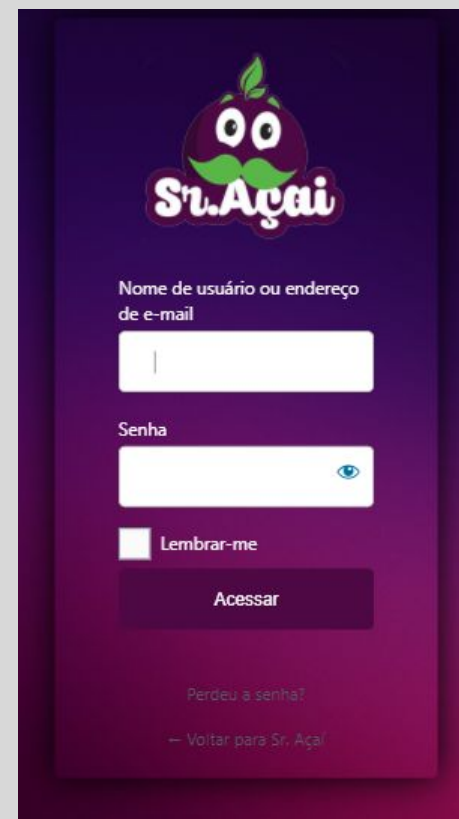 Sr.Açai
Nome de usuário ou endereço
de e-mail
Senha
Lembrar-me
Acessar
Perdeu a senha?
← Voltar para Sr. Açaí